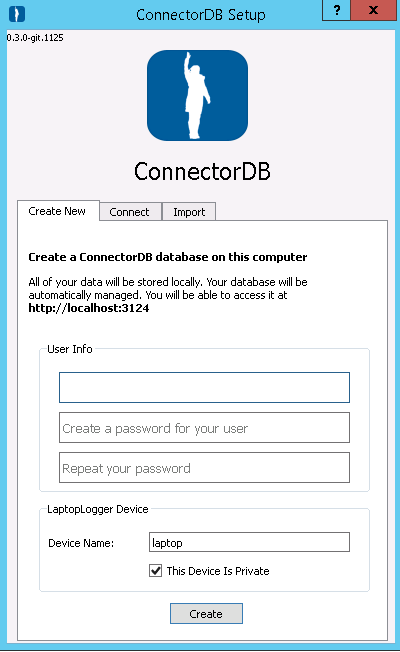 ConnectorDB Setup
?
x
0.3.0-git.1125
ConnectorDB
Create New
Connect
Import
Create a ConnectorDB database on this computer
All of your data will be stored locally. Your database will be
automatically managed. You will be able to access it at
http://localhost:3124
User Info
Create a password for your user
Repeat your password
LaptopLogger Device
Device Name:
laptop
This Device Is Private
Create